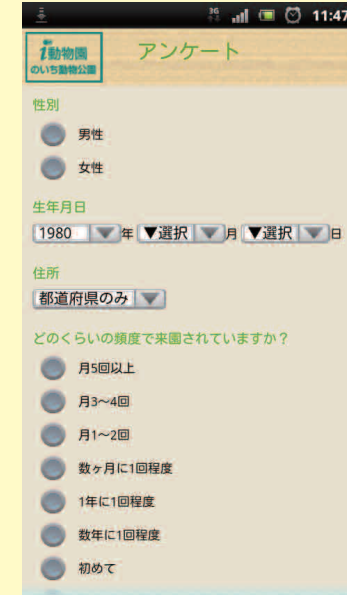 3G 11:47
i動物園
のいち動物公園
アンケート
性別
男性
女性
生年月日
1980 年 ▼選択 月 ▼選択 日
住所
都道府県のみ
どのくらいの頻度で来園されていますか？
月5回以上
月3～4回
月1～2回
数ヶ月に1回程度
1年に1回程度
数年に1回程度
初めて